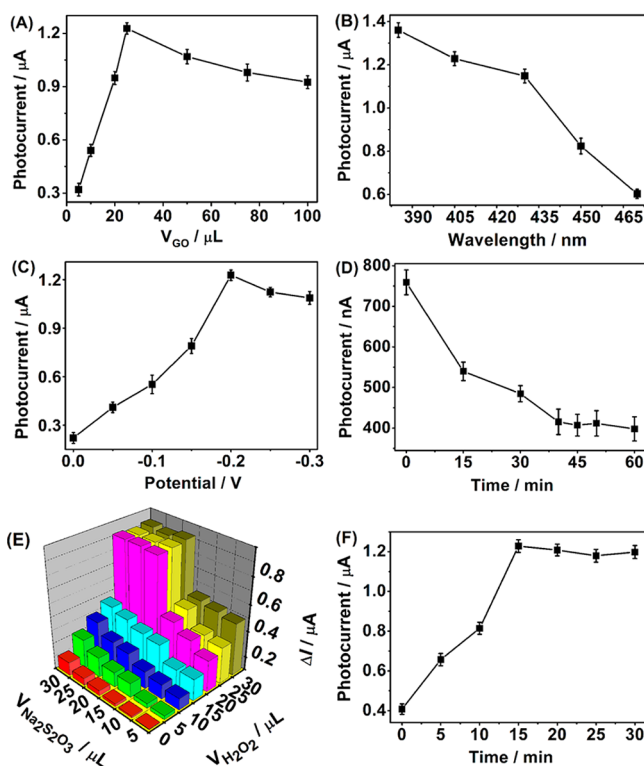 (A)
Photocurrent / μA
1.2
0.9
0.6
0.3
0 20 40 60 80 100
V_GO / μL
(B)
Photocurrent / μA
1.4
1.2
1.0
0.8
0.6
390 405 420 435 450 465
Wavelength / nm
(C)
Photocurrent / μA
1.2
0.9
0.6
0.3
0.0 -0.1 -0.2 -0.3
Potential / V
(D)
Photocurrent / nA
800
700
600
500
400
0 15 30 45 60
Time / min
(E)
0.8
0.6
0.4
0.2
ΔI / μA
30 25 20 15 10 5
V_Na2S2O3 / μL
0 5 10 15 20 25 30
V_H2O2 / μL
(F)
Photocurrent / μA
1.2
1.0
0.8
0.6
0.4
0 5 10 15 20 25 30
Time / min